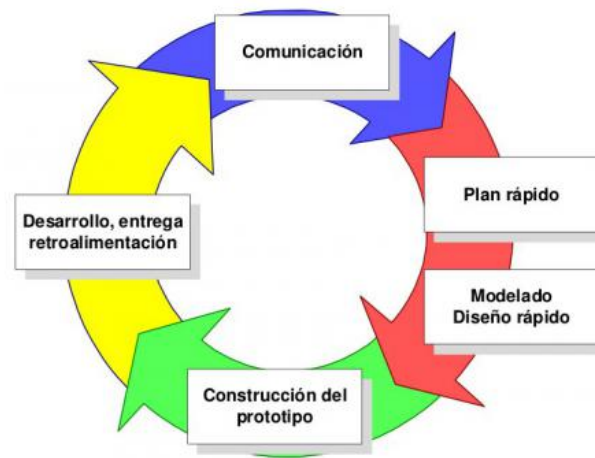 Comunicación
Plan rápido
Modelado
Diseño rápido
Construcción del
prototipo
Desarrollo, entrega
retroalimentación